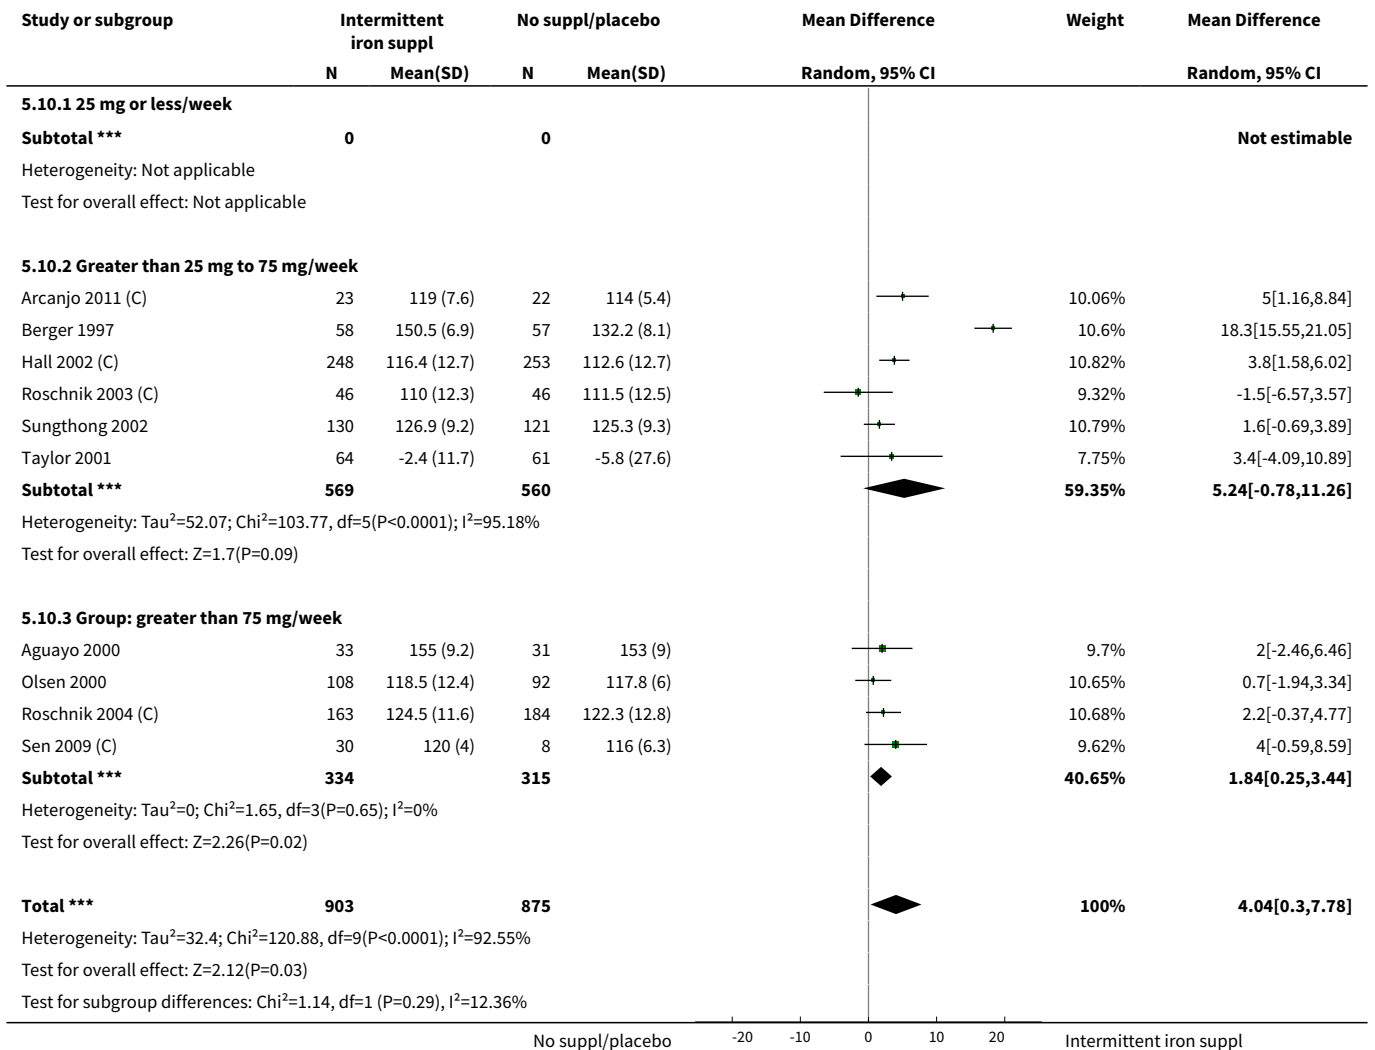 Study or subgroup Intermittent iron suppl No suppl/placebo Mean Difference Weight Mean Difference
N Mean(SD) N Mean(SD) Random, 95% CI Random, 95% CI
5.10.1 25 mg or less/week
Subtotal *** 0 0 Not estimable
Heterogeneity: Not applicable
Test for overall effect: Not applicable
5.10.2 Greater than 25 mg to 75 mg/week
Arcanjo 2011 (C) 23 119 (7.6) 22 114 (5.4) 10.06% 5[1.16,8.84]
Berger 1997 58 150.5 (6.9) 57 132.2 (8.1) 10.6% 18.3[15.55,21.05]
Hall 2002 (C) 248 116.4 (12.7) 253 112.6 (12.7) 10.82% 3.8[1.58,6.02]
Roschnik 2003 (C) 46 110 (12.3) 46 111.5 (12.5) 9.32% -1.5[-6.57,3.57]
Sungthong 2002 130 126.9 (9.2) 121 125.3 (9.3) 10.79% 1.6[-0.69,3.89]
Taylor 2001 64 -2.4 (11.7) 61 -5.8 (27.6) 7.75% 3.4[-4.09,10.89]
Subtotal *** 569 560 59.35% 5.24[-0.78,11.26]
Heterogeneity: Tau²=52.07; Chi²=103.77, df=5(P<0.0001); I²=95.18%
Test for overall effect: Z=1.7(P=0.09)
5.10.3 Group: greater than 75 mg/week
Aguayo 2000 33 155 (9.2) 31 153 (9) 9.7% 2[-2.46,6.46]
Olsen 2000 108 118.5 (12.4) 92 117.8 (6) 10.65% 0.7[-1.94,3.34]
Roschnik 2004 (C) 163 124.5 (11.6) 184 122.3 (12.8) 10.68% 2.2[-0.37,4.77]
Sen 2009 (C) 30 120 (4) 8 116 (6.3) 9.62% 4[-0.59,8.59]
Subtotal *** 334 315 40.65% 1.84[0.25,3.44]
Heterogeneity: Tau²=0; Chi²=1.65, df=3(P=0.65); I²=0%
Test for overall effect: Z=2.26(P=0.02)
Total *** 903 875 100% 4.04[0.3,7.78]
Heterogeneity: Tau²=32.4; Chi²=120.88, df=9(P<0.0001); I²=92.55%
Test for overall effect: Z=2.12(P=0.03)
Test for subgroup differences: Chi²=1.14, df=1 (P=0.29), I²=12.36%
No suppl/placebo -20 -10 0 10 20 Intermittent iron suppl